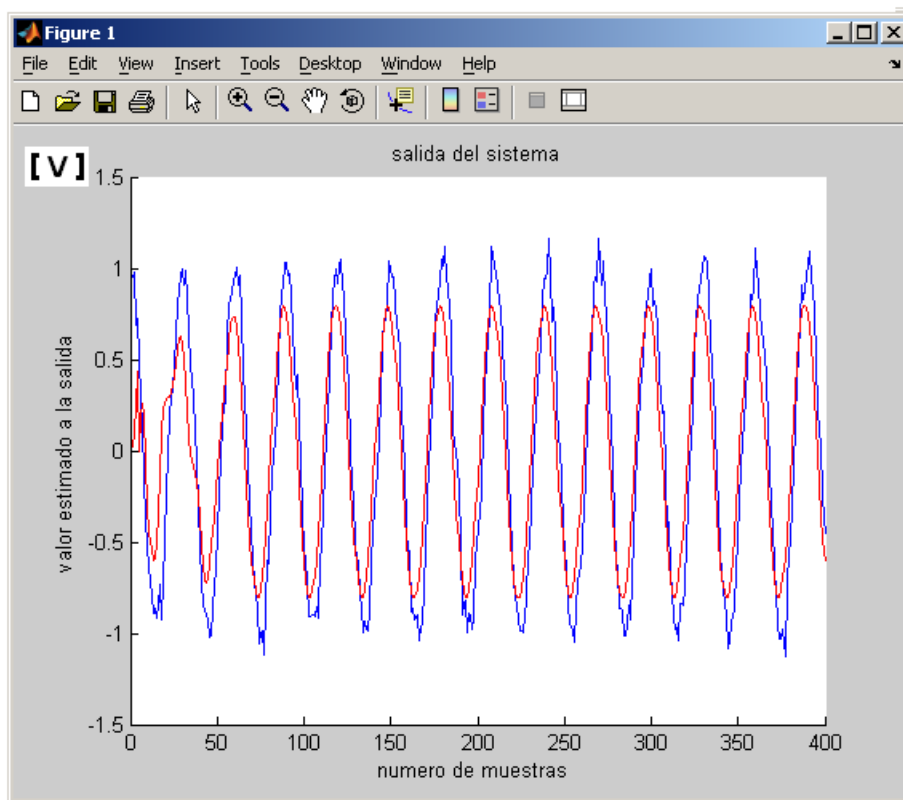 Figure 1
File Edit View Insert Tools Desktop Window Help
salida del sistema
[V]
1.5
1
0.5
0
-0.5
-1
-1.5
valor estimado a la salida
0 50 100 150 200 250 300 350 400
numero de muestras